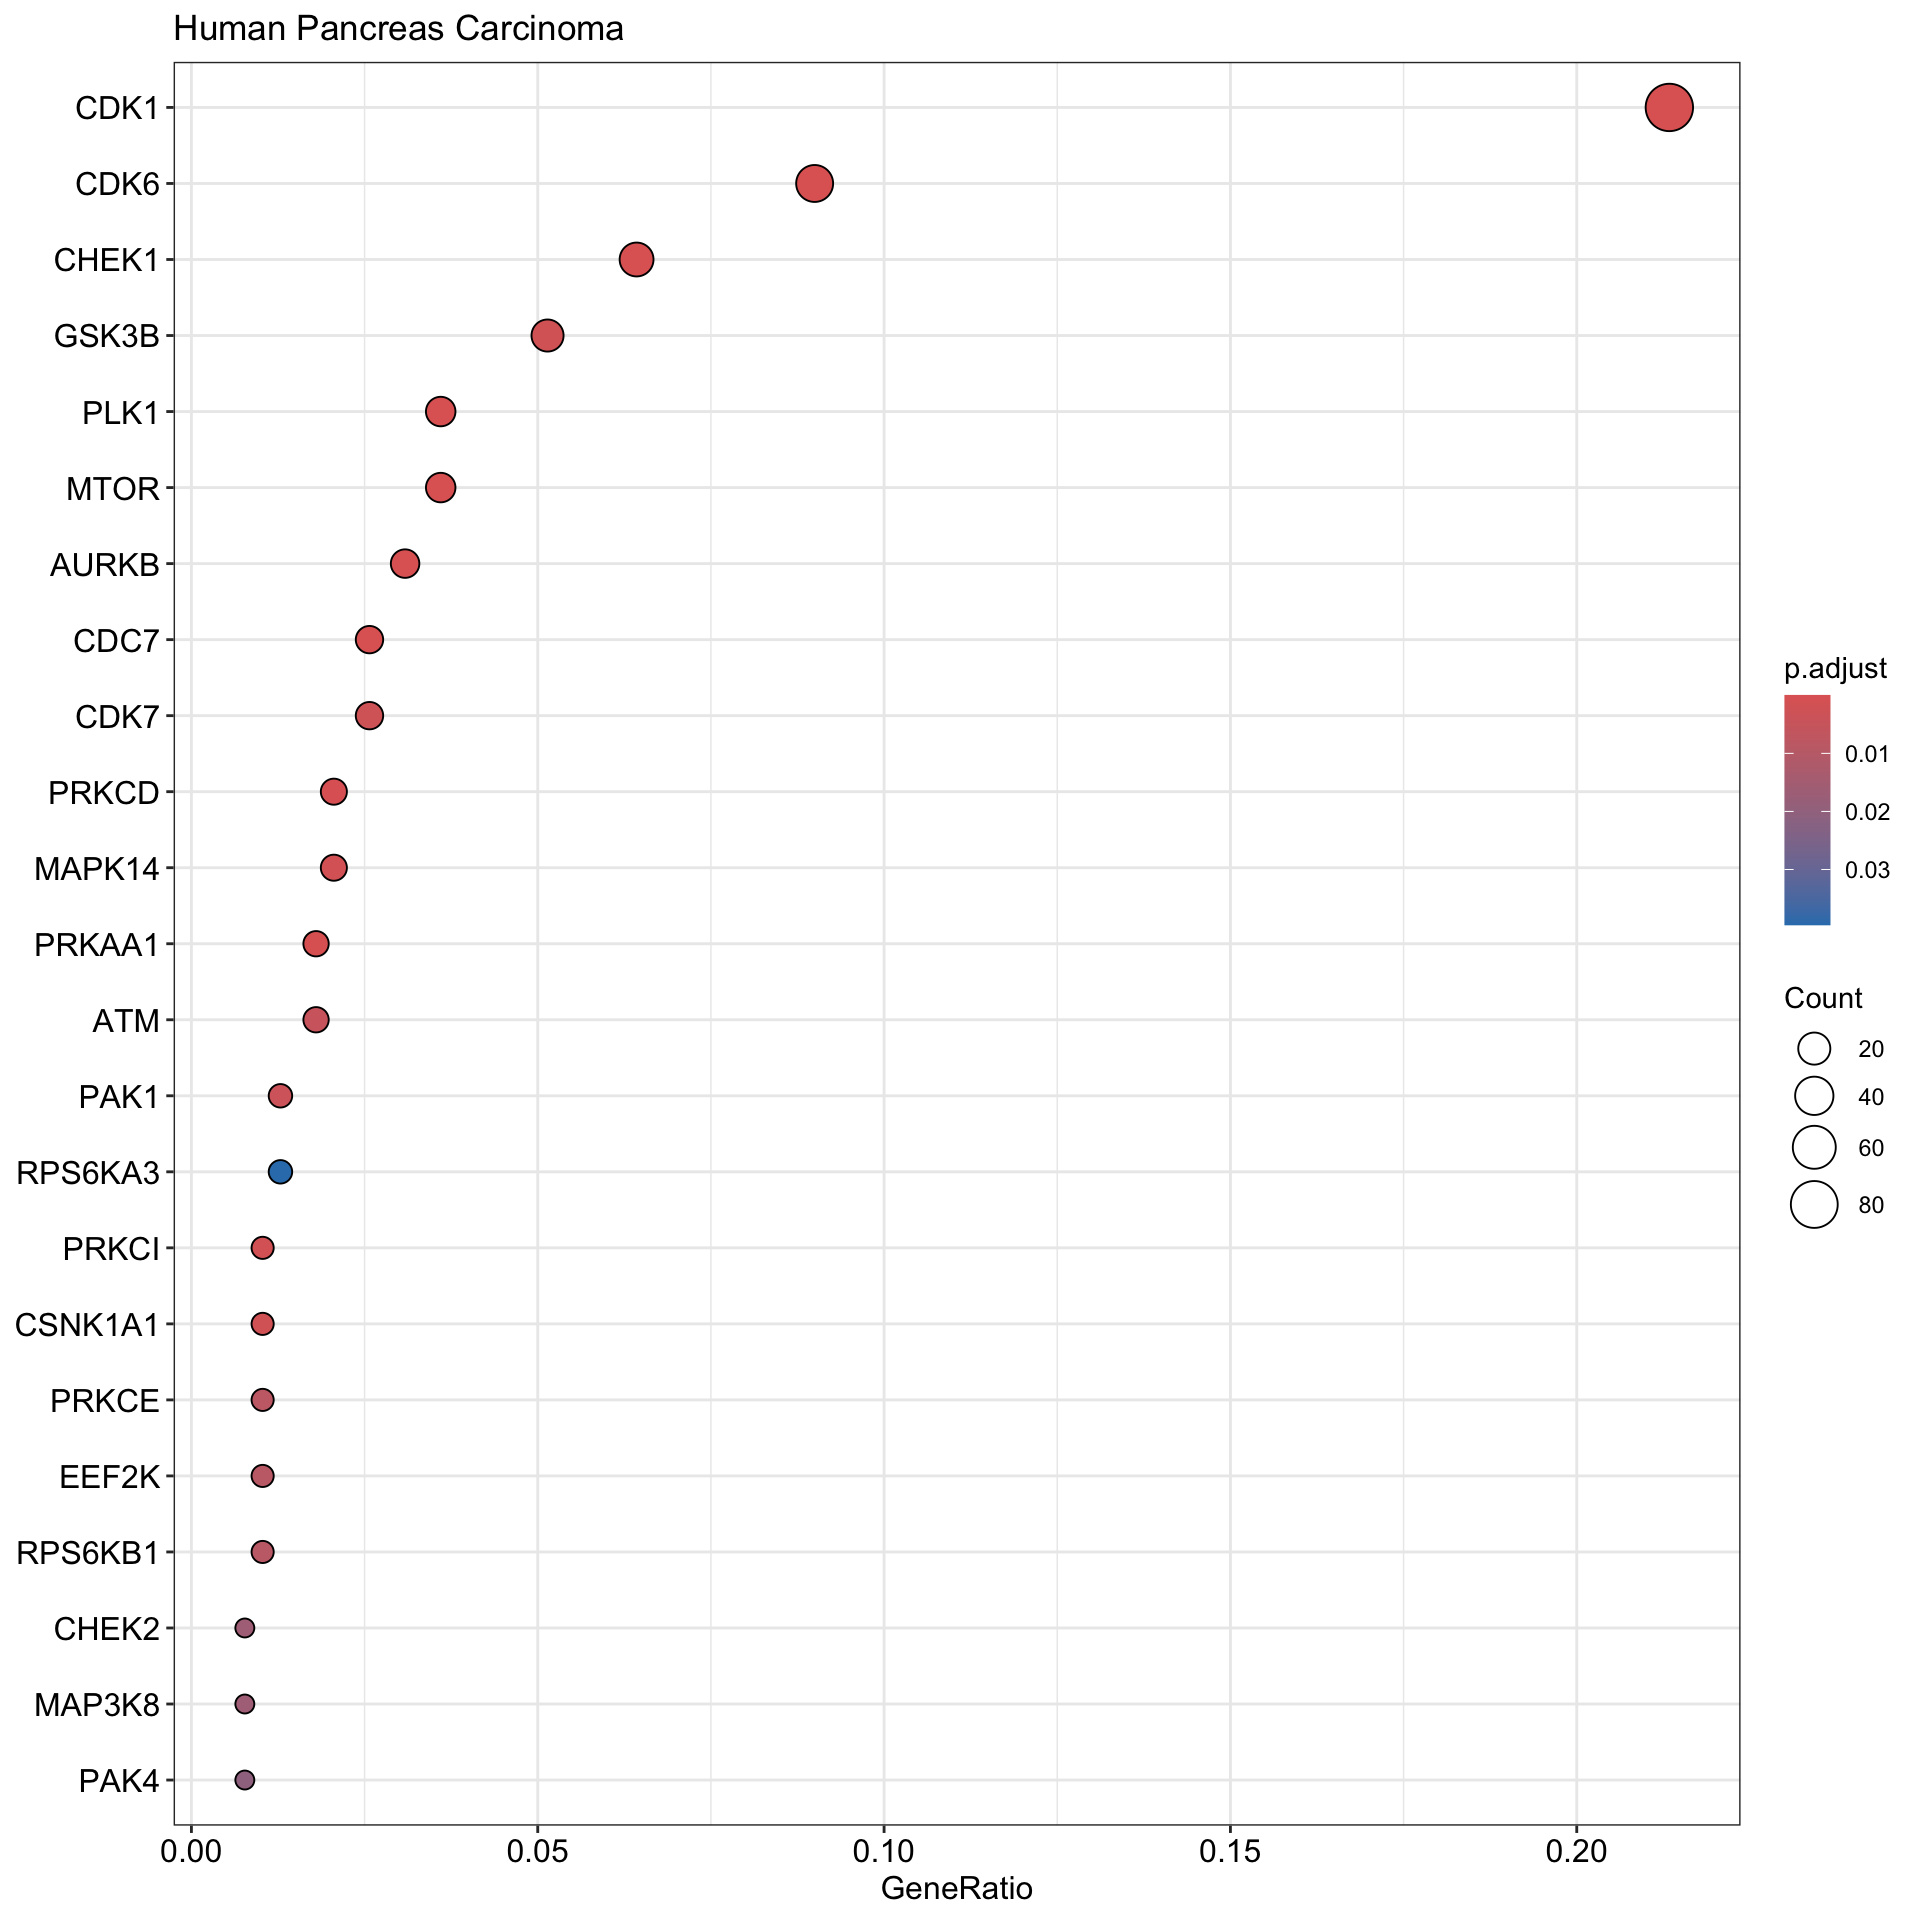 Human Pancreas Carcinoma
CDK1
CDK6
CHEK1
GSK3B
PLK1
MTOR
AURKB
CDC7
CDK7
PRKCD
MAPK14
PRKAA1
ATM
PAK1
RPS6KA3
PRKCI
CSNK1A1
PRKCE
EEF2K
RPS6KB1
CHEK2
MAP3K8
PAK4
0.00 0.05 0.10 0.15 0.20
GeneRatio
p.adjust
0.01
0.02
0.03
Count
20
40
60
80